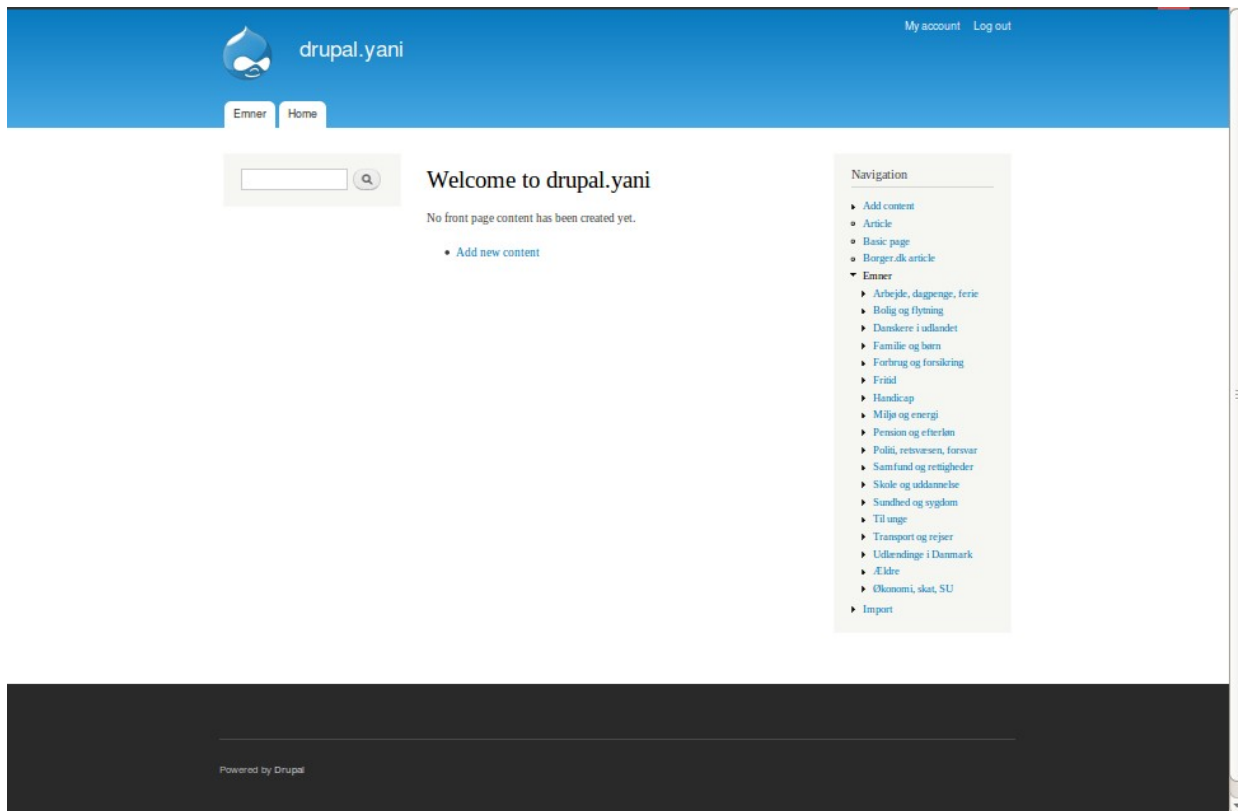 My account Log out
drupal.yani
Emner Home
Welcome to drupal.yani
No front page content has been created yet.
Add new content
Navigation
Add content
Article
Basic page
Borger.dk article
Emner
Arbejde, dagpenge, ferie
Bolig og flytning
Danskere i udlandet
Familie og børn
Forbrug og forsikring
Fritid
Handicap
Miljø og energi
Pension og efterløn
Politi, retsvæsen, forsvar
Samfund og rettigheder
Skole og uddannelse
Sundhed og sygdom
Til unge
Transport og rejser
Udlændinge i Danmark
Ældre
Økonomi, skat, SU
Import
Powered by Drupal